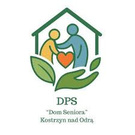 DPS
"Dom Seniora"
Kostrzyn nad Odrą